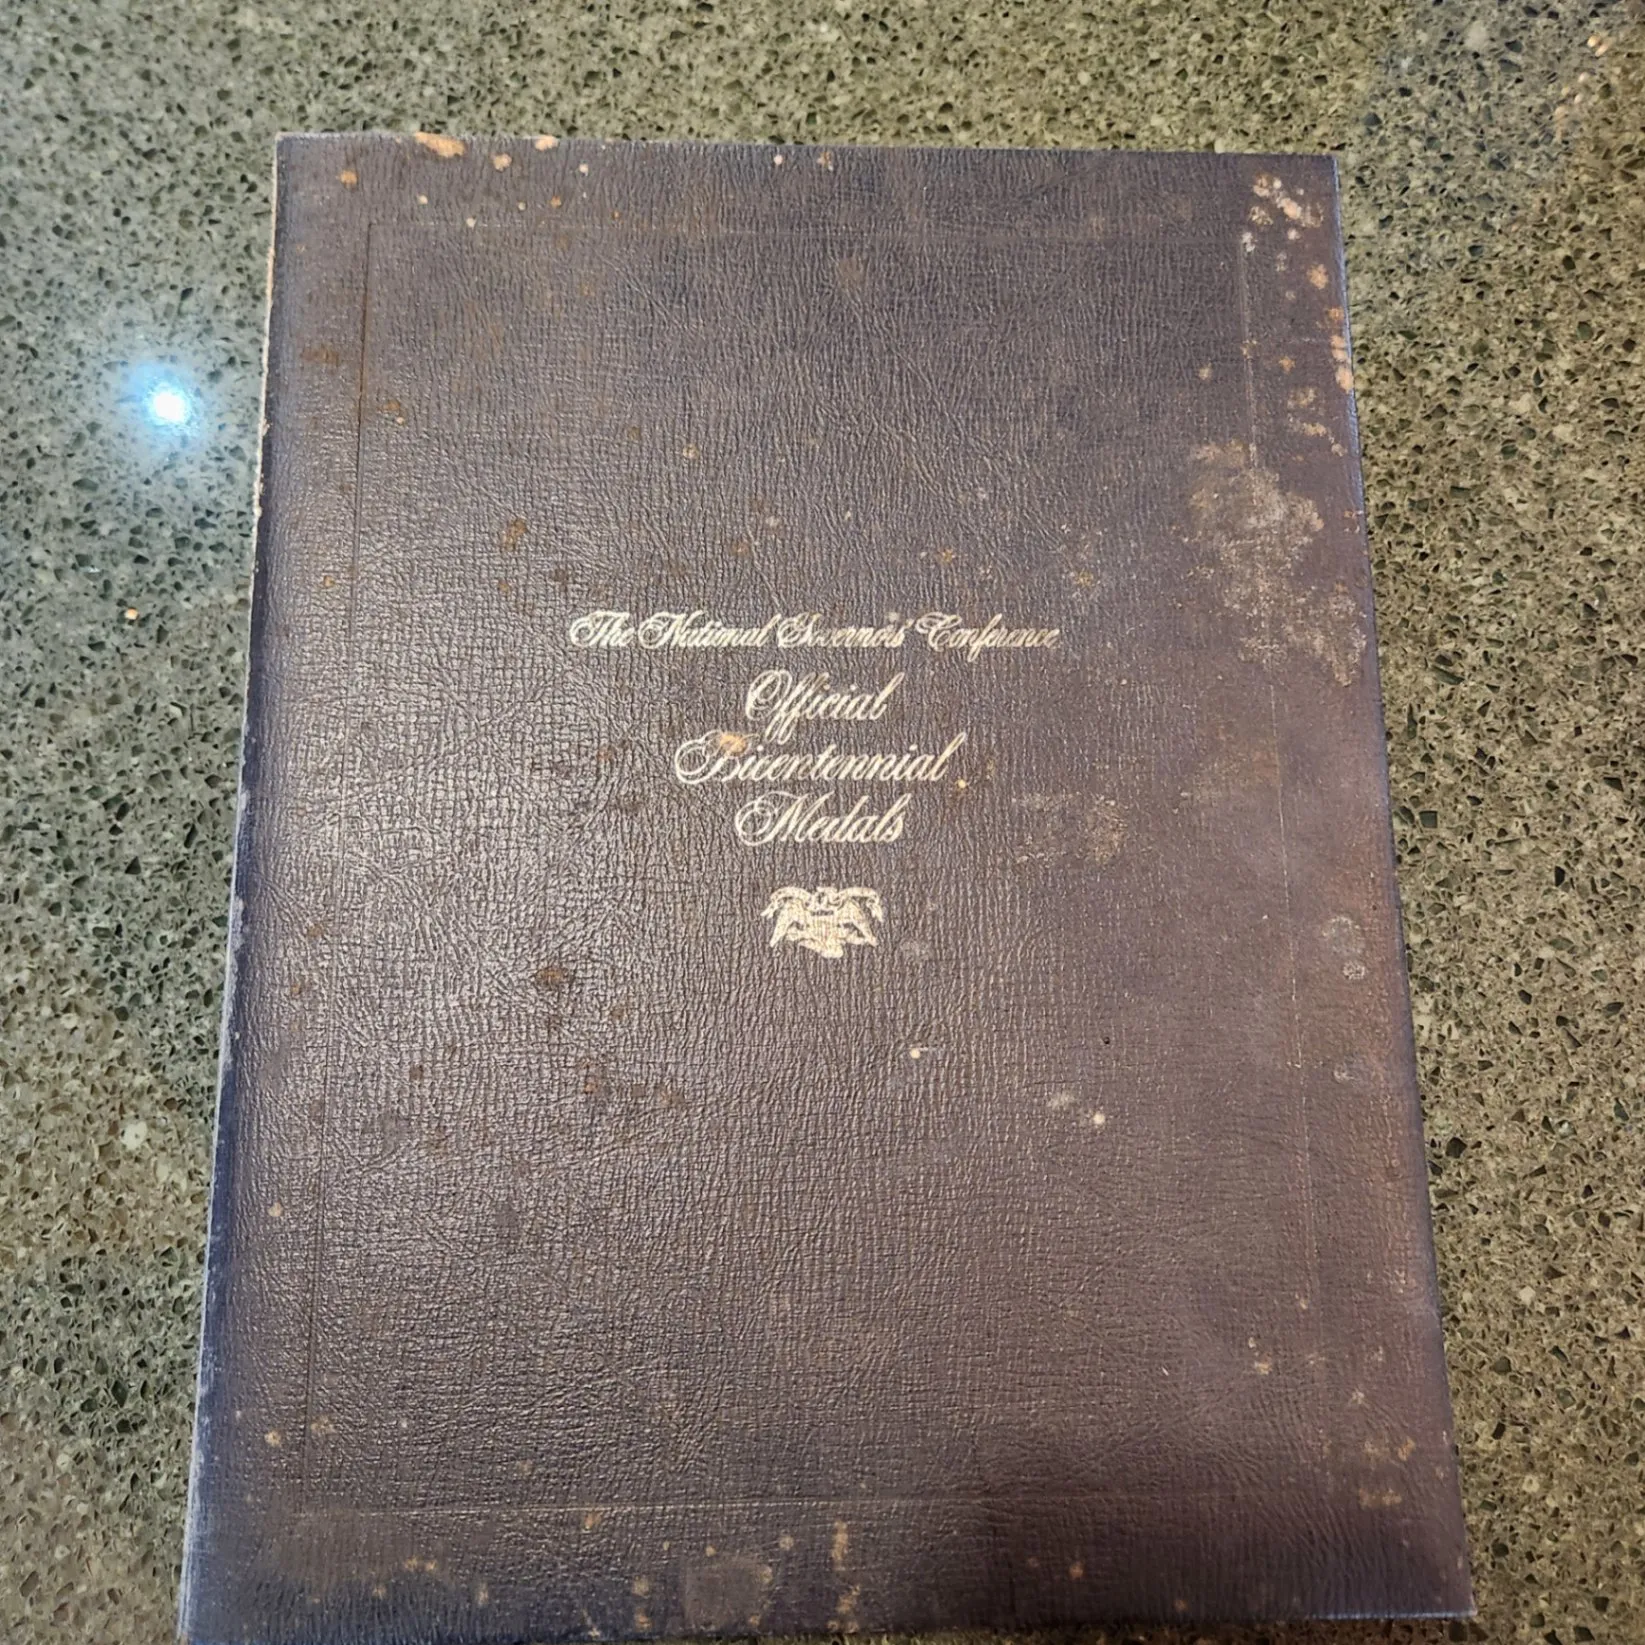 The National Governors' Conference
Official
Bicentennial
Medals